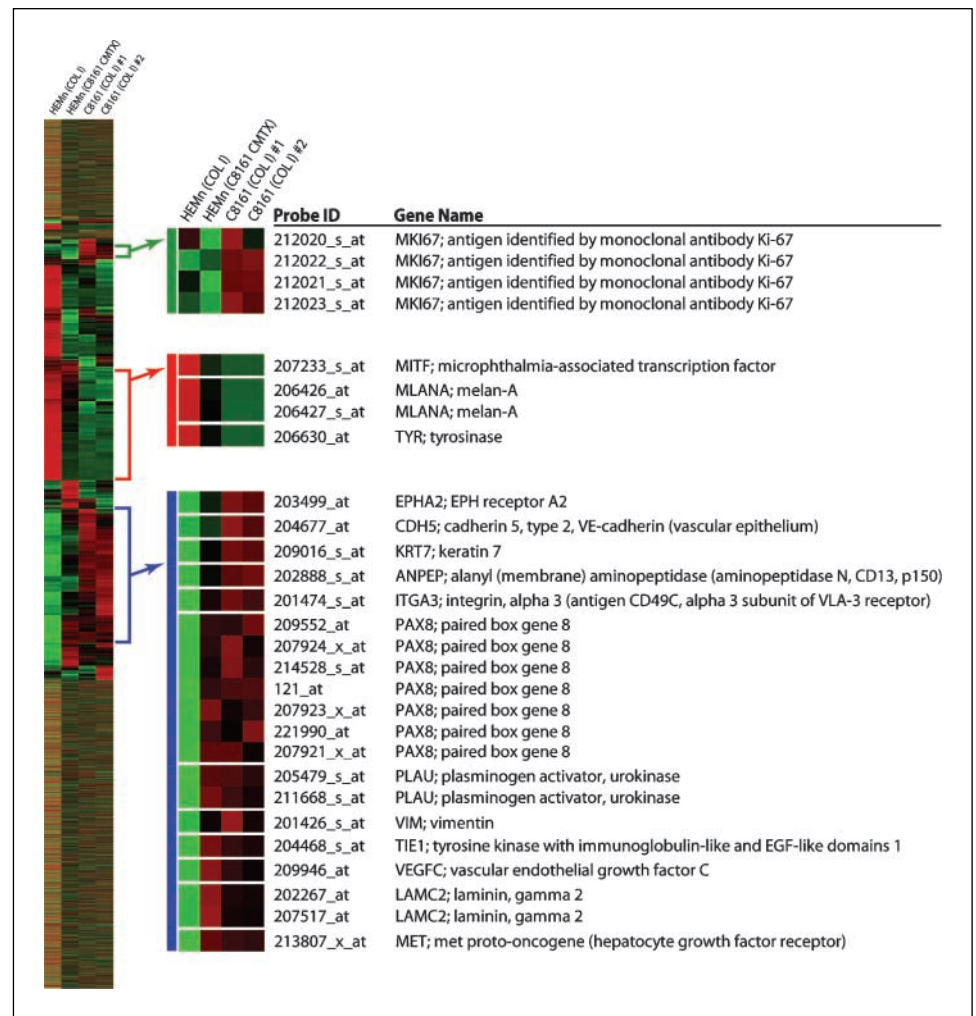 HEMn (COL I)
HEMn (C8161 CMTX)
C8161 (COL I) #1
C8161 (COL I) #2
HEMn (COL I)
HEMn (C8161 CMTX)
C8161 (COL I) #1
C8161 (COL I) #2
Probe ID Gene Name
212020_s_at MKI67; antigen identified by monoclonal antibody Ki-67
212022_s_at MKI67; antigen identified by monoclonal antibody Ki-67
212021_s_at MKI67; antigen identified by monoclonal antibody Ki-67
212023_s_at MKI67; antigen identified by monoclonal antibody Ki-67
207233_s_at MITF; microphthalmia-associated transcription factor
206426_at MLANA; melan-A
206427_s_at MLANA; melan-A
206630_at TYR; tyrosinase
203499_at EPHA2; EPH receptor A2
204677_at CDH5; cadherin 5, type 2, VE-cadherin (vascular epithelium)
209016_s_at KRT7; keratin 7
202888_s_at ANPEP; alanyl (membrane) aminopeptidase (aminopeptidase N, CD13, p150)
201474_s_at ITGA3; integrin, alpha 3 (antigen CD49C, alpha 3 subunit of VLA-3 receptor)
209552_at PAX8; paired box gene 8
207924_x_at PAX8; paired box gene 8
214528_s_at PAX8; paired box gene 8
121_at PAX8; paired box gene 8
207923_x_at PAX8; paired box gene 8
221990_at PAX8; paired box gene 8
207921_x_at PAX8; paired box gene 8
205479_s_at PLAU; plasminogen activator, urokinase
211668_s_at PLAU; plasminogen activator, urokinase
201426_s_at VIM; vimentin
204468_s_at TIE1; tyrosine kinase with immunoglobulin-like and EGF-like domains 1
209946_at VEGFC; vascular endothelial growth factor C
202267_at LAMC2; laminin, gamma 2
207517_at LAMC2; laminin, gamma 2
213807_x_at MET; met proto-oncogene (hepatocyte growth factor receptor)